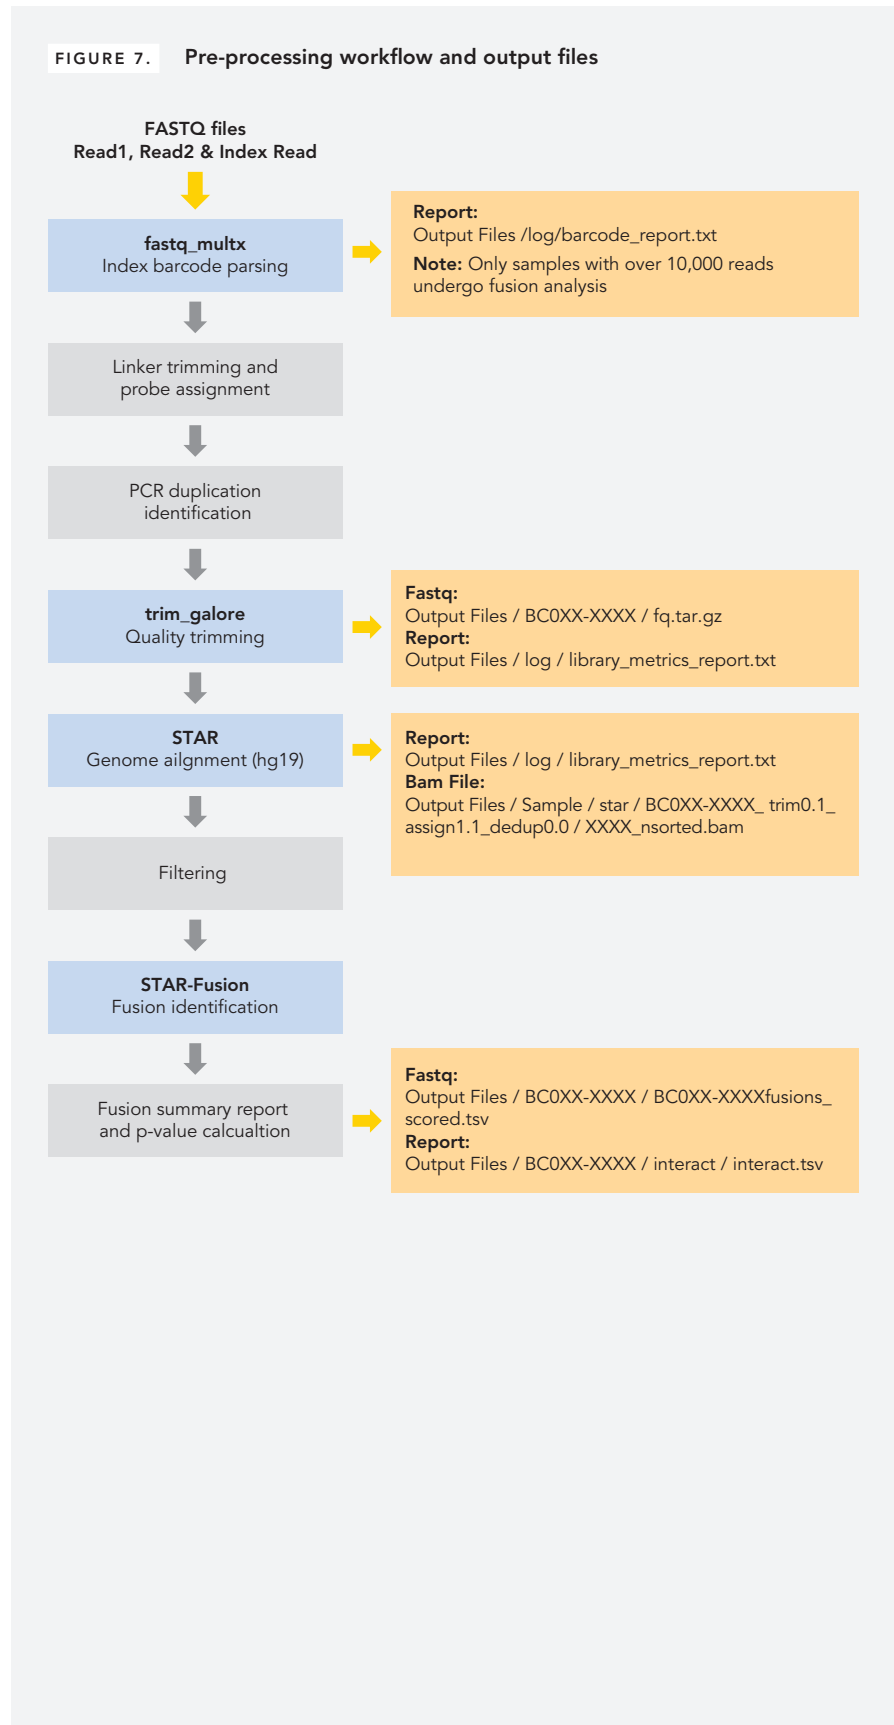 FIGURE 7.
Pre-processing workflow and output files
FASTQ files
Read1, Read2 & Index Read
fastq_multx
Index barcode parsing
Report:
Output Files /log/barcode_report.txt
Note: Only samples with over 10,000 reads
undergo fusion analysis
Linker trimming and
probe assignment
PCR duplication
identification
trim_galore
Quality trimming
Fastq:
Output Files / BC0XX-XXXX / fq.tar.gz
Report:
Output Files / log / library_metrics_report.txt
STAR
Genome ailgnment (hg19)
Report:
Output Files / log / library_metrics_report.txt
Bam File:
Output Files / Sample / star / BC0XX-XXXX_ trim0.1_
assign1.1_dedup0.0 / XXXX_nsorted.bam
Filtering
STAR-Fusion
Fusion identification
Fusion summary report
and p-value calcualtion
Fastq:
Output Files / BC0XX-XXXX / BC0XX-XXXXfusions_
scored.tsv
Report:
Output Files / BC0XX-XXXX / interact / interact.tsv